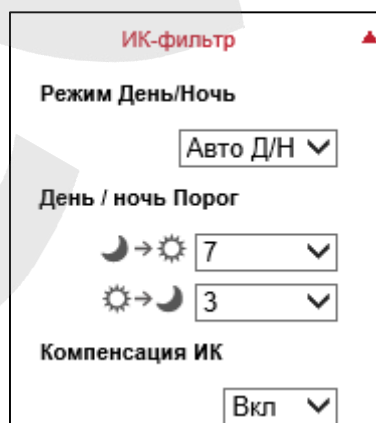 ИК-фильтр
Режим День/Ночь
Авто Д/Н
День / ночь Порог
7
3
Компенсация ИК
Вкл